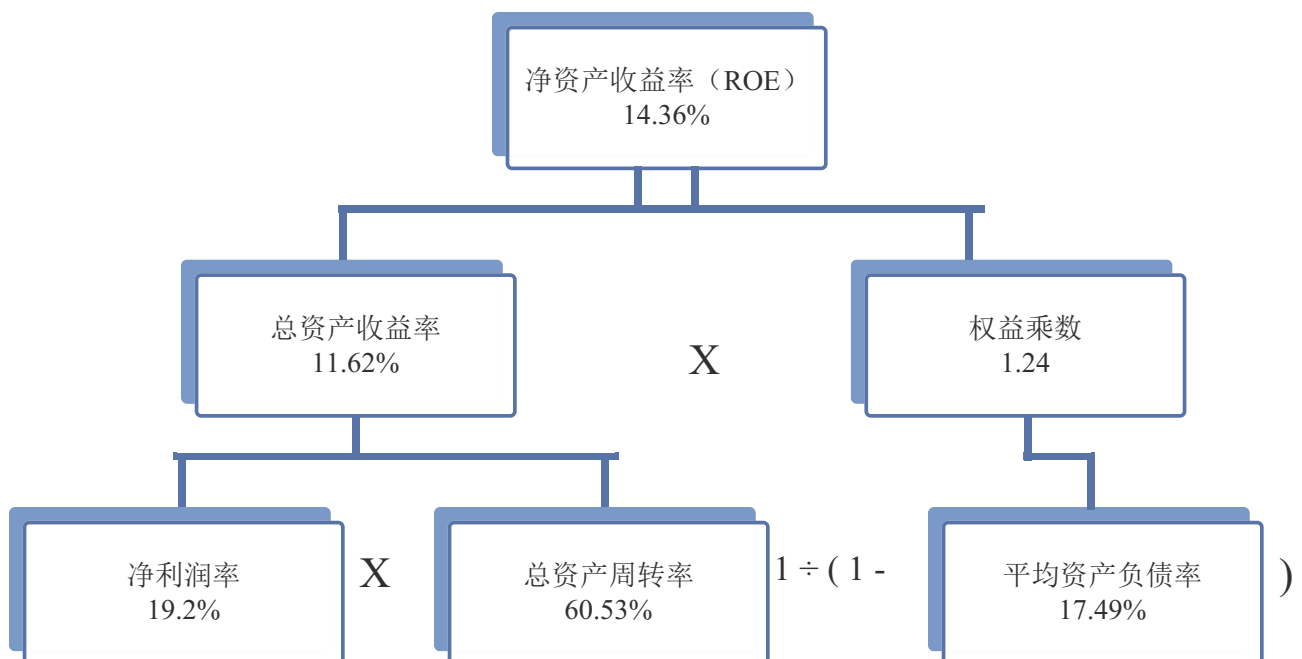 净资产收益率（ROE）
14.36%
总资产收益率
11.62%
X
权益乘数
1.24
净利润率
19.2%
X
总资产周转率
60.53%
1 ÷ ( 1 -
平均资产负债率
17.49%
)